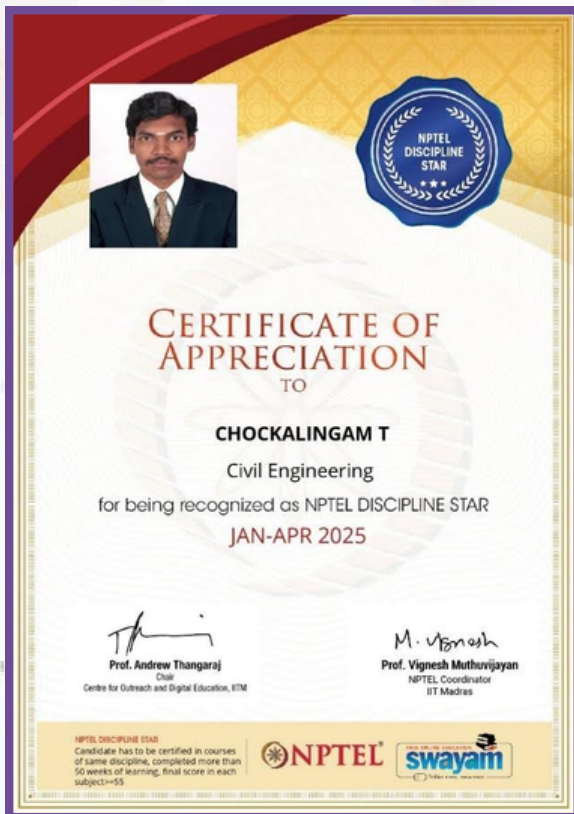 NPTEL
DISCIPLINE
STAR
CERTIFICATE OF
APPRECIATION
TO
CHOCKALINGAM T
Civil Engineering
for being recognized as NPTEL DISCIPLINE STAR
JAN-APR 2025
M. Vignesh
Prof. Andrew Thangaraj
Chair
Centre for Outreach and Digital Education, IITM
Prof. Vignesh Muthuvijayan
NPTEL Coordinator
IIT Madras
NPTEL DISCIPLINE STAR
Candidate has to be certified in courses
of same discipline, completed more than
50 weeks of learning, final score in each
subject>=55
NPTEL
FREE ONLINE EDUCATION
swayam